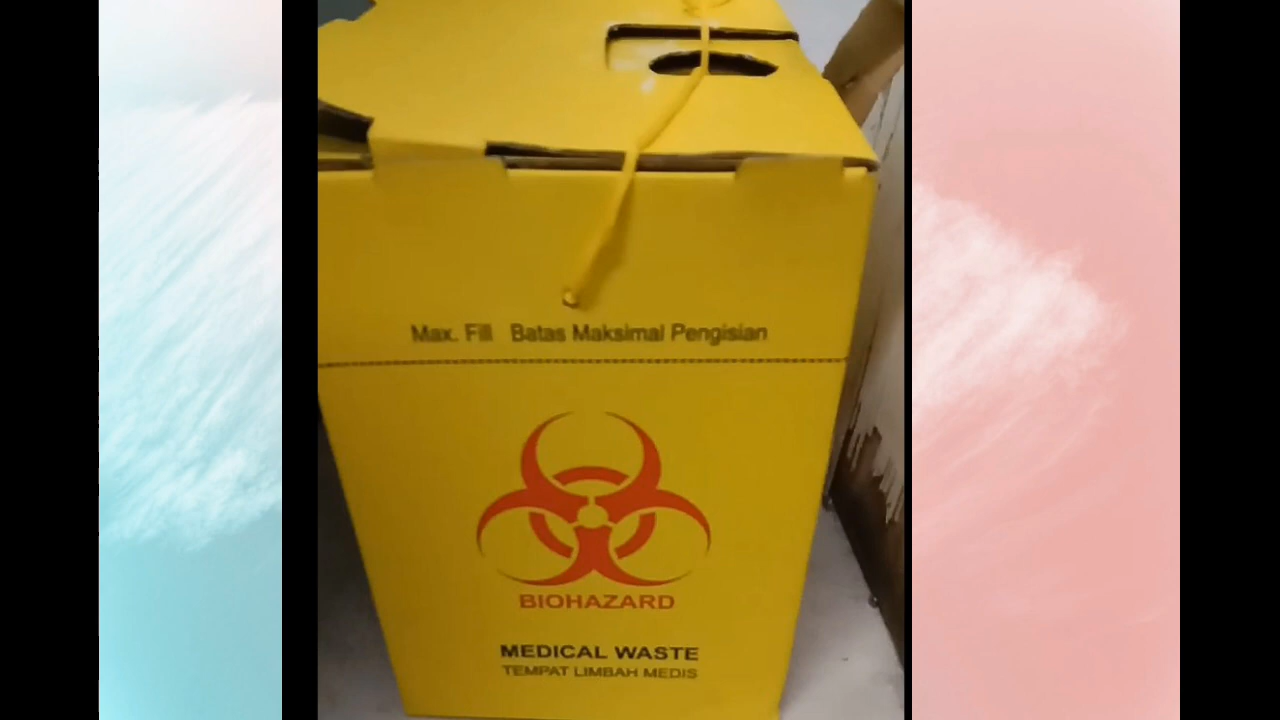 Max. Fill Batas Maksimal Pengisian
BIOHAZARD
MEDICAL WASTE
TEMPAT LIMBAH MEDIS